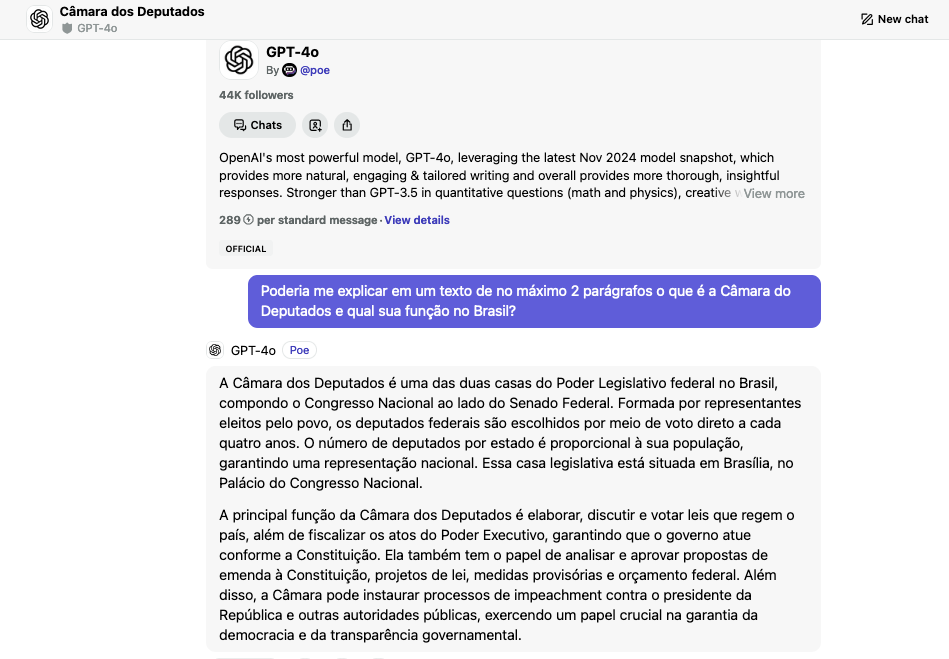 Câmara dos Deputados
GPT-4o
New chat
GPT-4o
By @poe
44K followers
Chats
OpenAI's most powerful model, GPT-4o, leveraging the latest Nov 2024 model snapshot, which
provides more natural, engaging & tailored writing and overall provides more thorough, insightful
responses. Stronger than GPT-3.5 in quantitative questions (math and physics), creative View more
289 per standard message · View details
OFFICIAL
Poderia me explicar em um texto de no máximo 2 parágrafos o que é a Câmara do
Deputados e qual sua função no Brasil?
GPT-4o Poe
A Câmara dos Deputados é uma das duas casas do Poder Legislativo federal no Brasil,
compondo o Congresso Nacional ao lado do Senado Federal. Formada por representantes
eleitos pelo povo, os deputados federais são escolhidos por meio de voto direto a cada
quatro anos. O número de deputados por estado é proporcional à sua população,
garantindo uma representação nacional. Essa casa legislativa está situada em Brasília, no
Palácio do Congresso Nacional.
A principal função da Câmara dos Deputados é elaborar, discutir e votar leis que regem o
país, além de fiscalizar os atos do Poder Executivo, garantindo que o governo atue
conforme a Constituição. Ela também tem o papel de analisar e aprovar propostas de
emenda à Constituição, projetos de lei, medidas provisórias e orçamento federal. Além
disso, a Câmara pode instaurar processos de impeachment contra o presidente da
República e outras autoridades públicas, exercendo um papel crucial na garantia da
democracia e da transparência governamental.